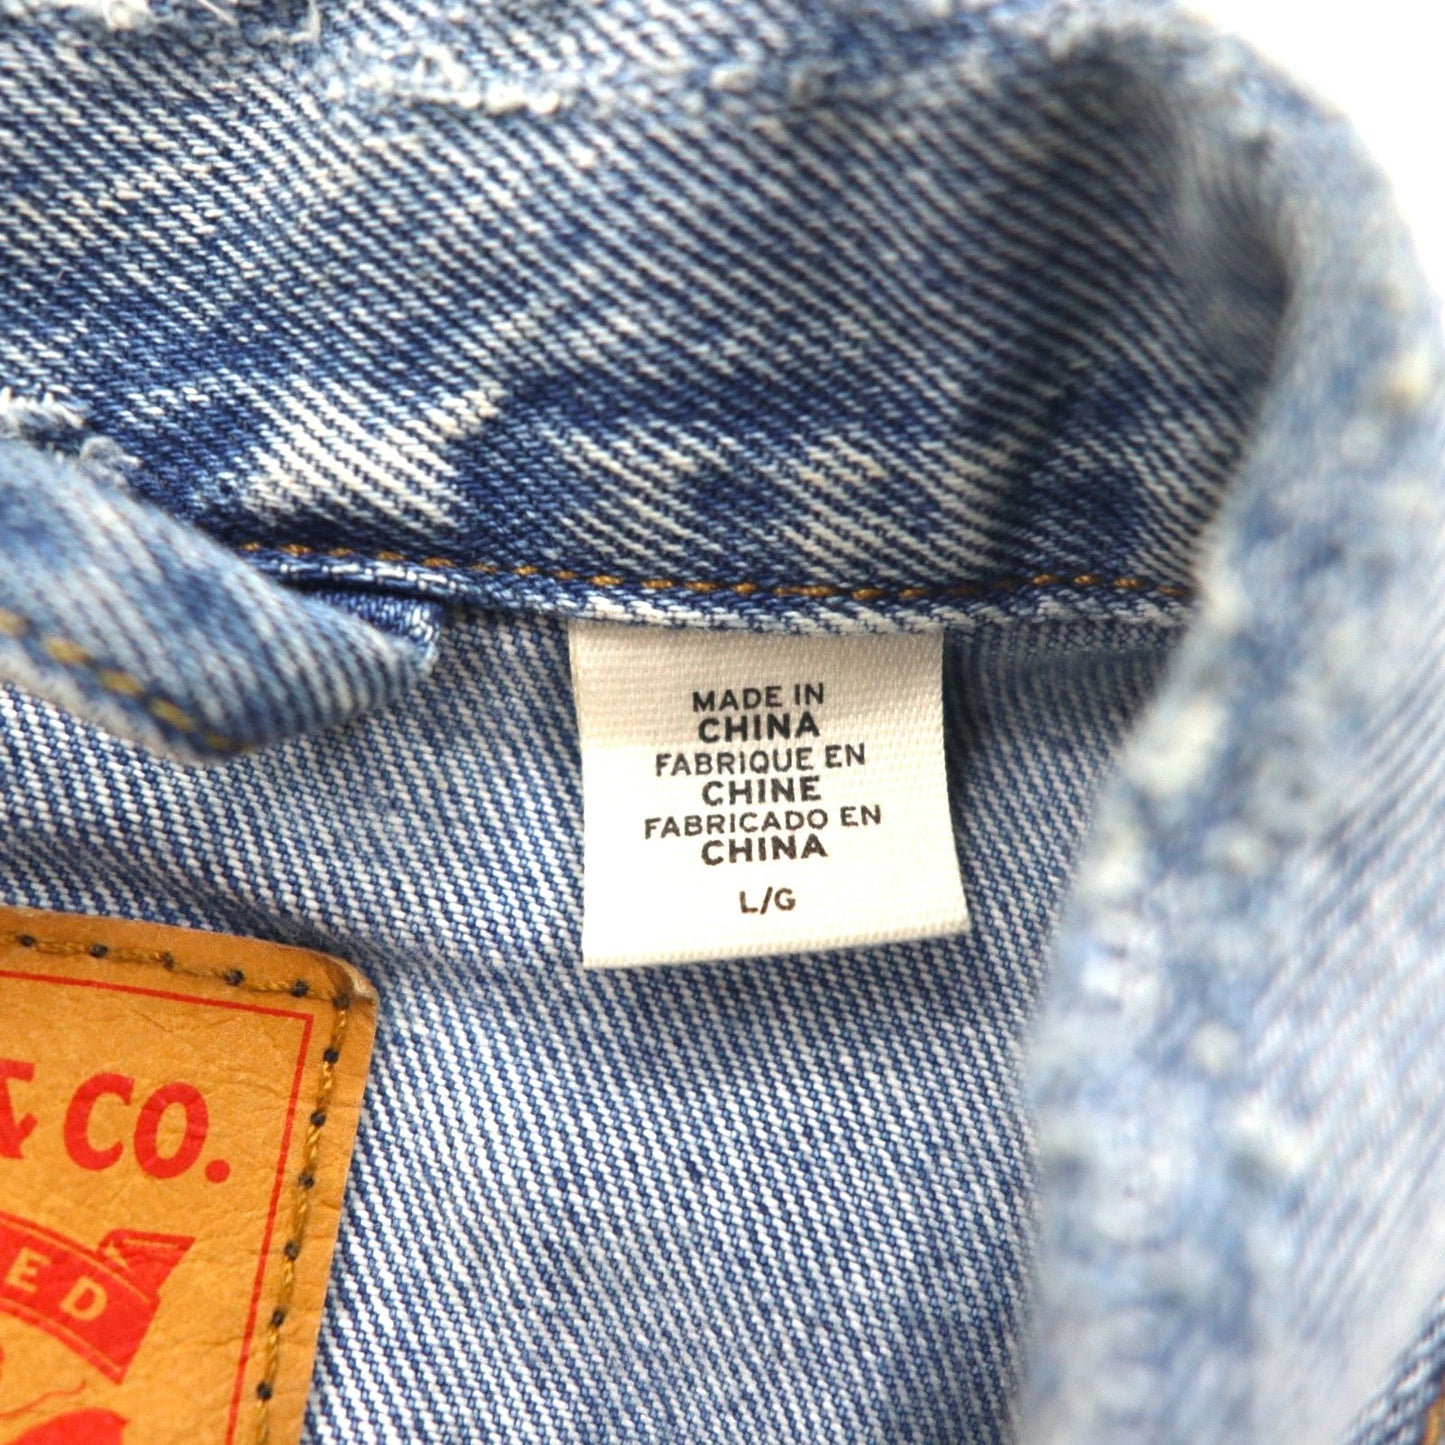 MADE IN
CHINA
FABRIQUE EN
CHINE
FABRICADO EN
CHINA
L/G
& CO.
ED